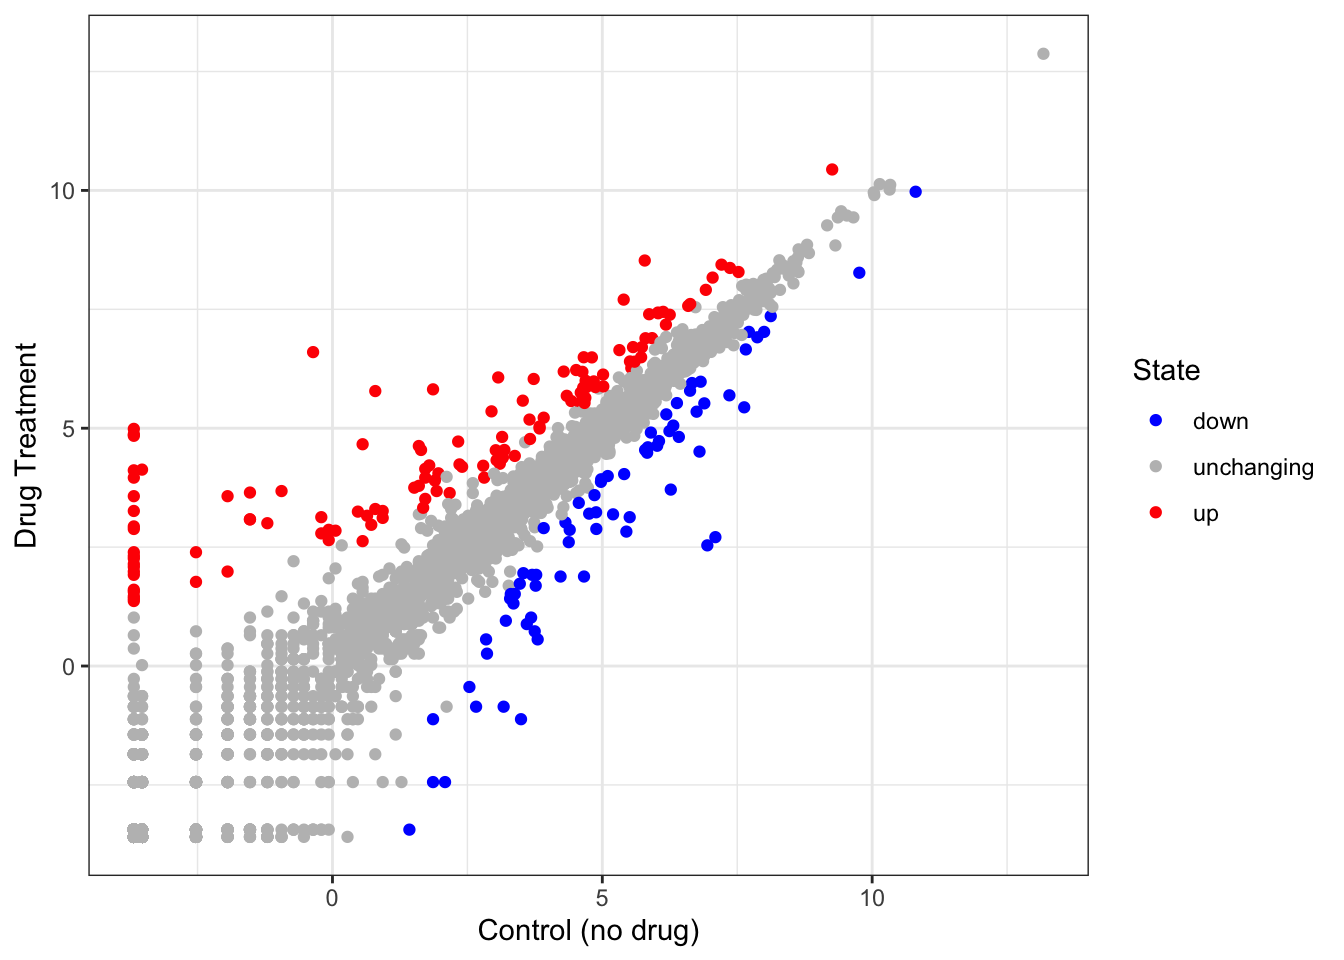 10
5
0
0
5
10
Drug Treatment
Control (no drug)
State
down
unchanging
up